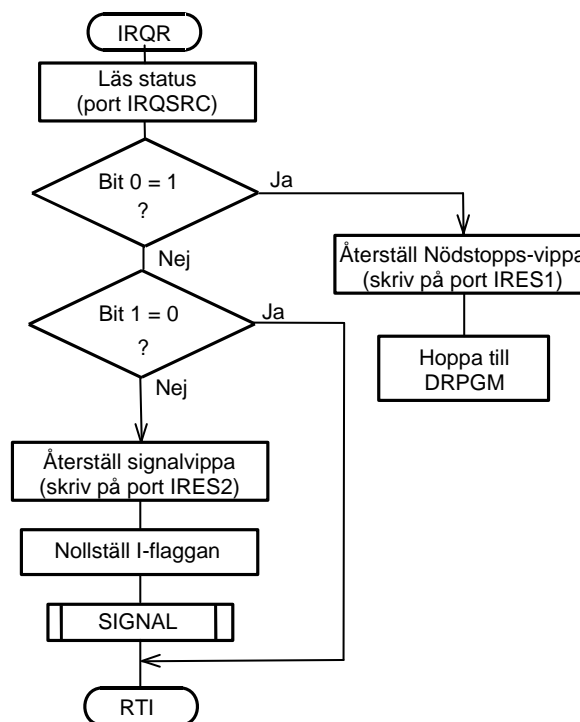 IRQR
Läs status
(port IRQSRC)
Bit 0 = 1
?
Ja
Nej
Återställ Nödstopps-vippa
(skriv på port IRES1)
Hoppa till
DRPGM
Bit 1 = 0
?
Ja
Nej
Återställ signalvippa
(skriv på port IRES2)
Nollställ I-flaggan
SIGNAL
RTI